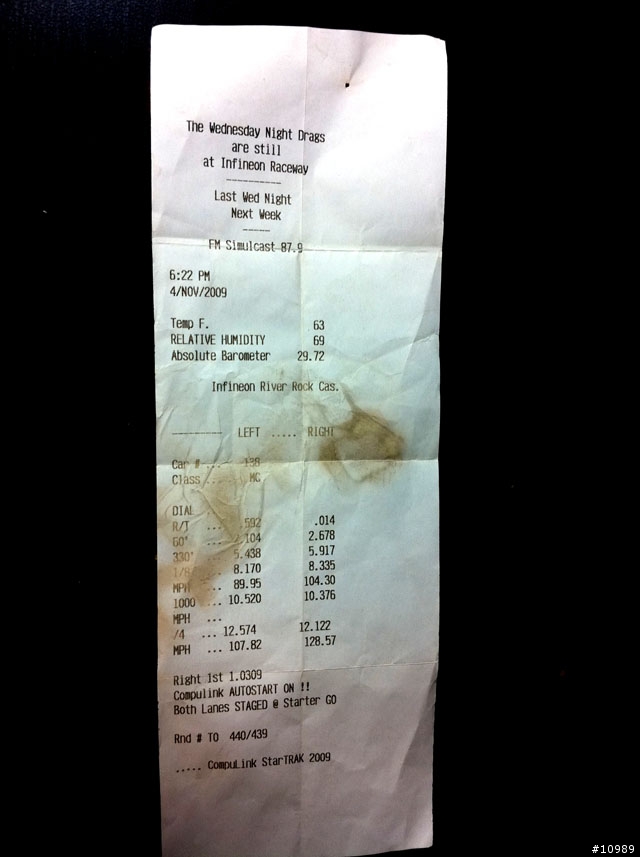 The Wednesday Night Drags
are still
at Infineon Raceway
----------
Last Wed Night
Next Week
-----
FM Simulcast 87.9
6:22 PM
4/NOV/2009
Temp F. 63
RELATIVE HUMIDITY 69
Absolute Barometer 29.72
Infineon River Rock Cas.
--------- LEFT ..... RIGHT
Car # ... 138
Class ... MC
DIAL
R/T ... .592 .014
60' ... 2.104 2.678
330' ... 5.438 5.917
1/8 ... 8.170 8.335
MPH ... 89.95 104.30
1000 ... 10.520 10.376
MPH ...
/4 ... 12.574 12.122
MPH ... 107.82 128.57
Right 1st 1.0309
Compulink AUTOSTART ON !!
Both Lanes STAGED @ Starter GO
Rnd # TO 440/439
..... CompuLink StarTRAK 2009
#10989